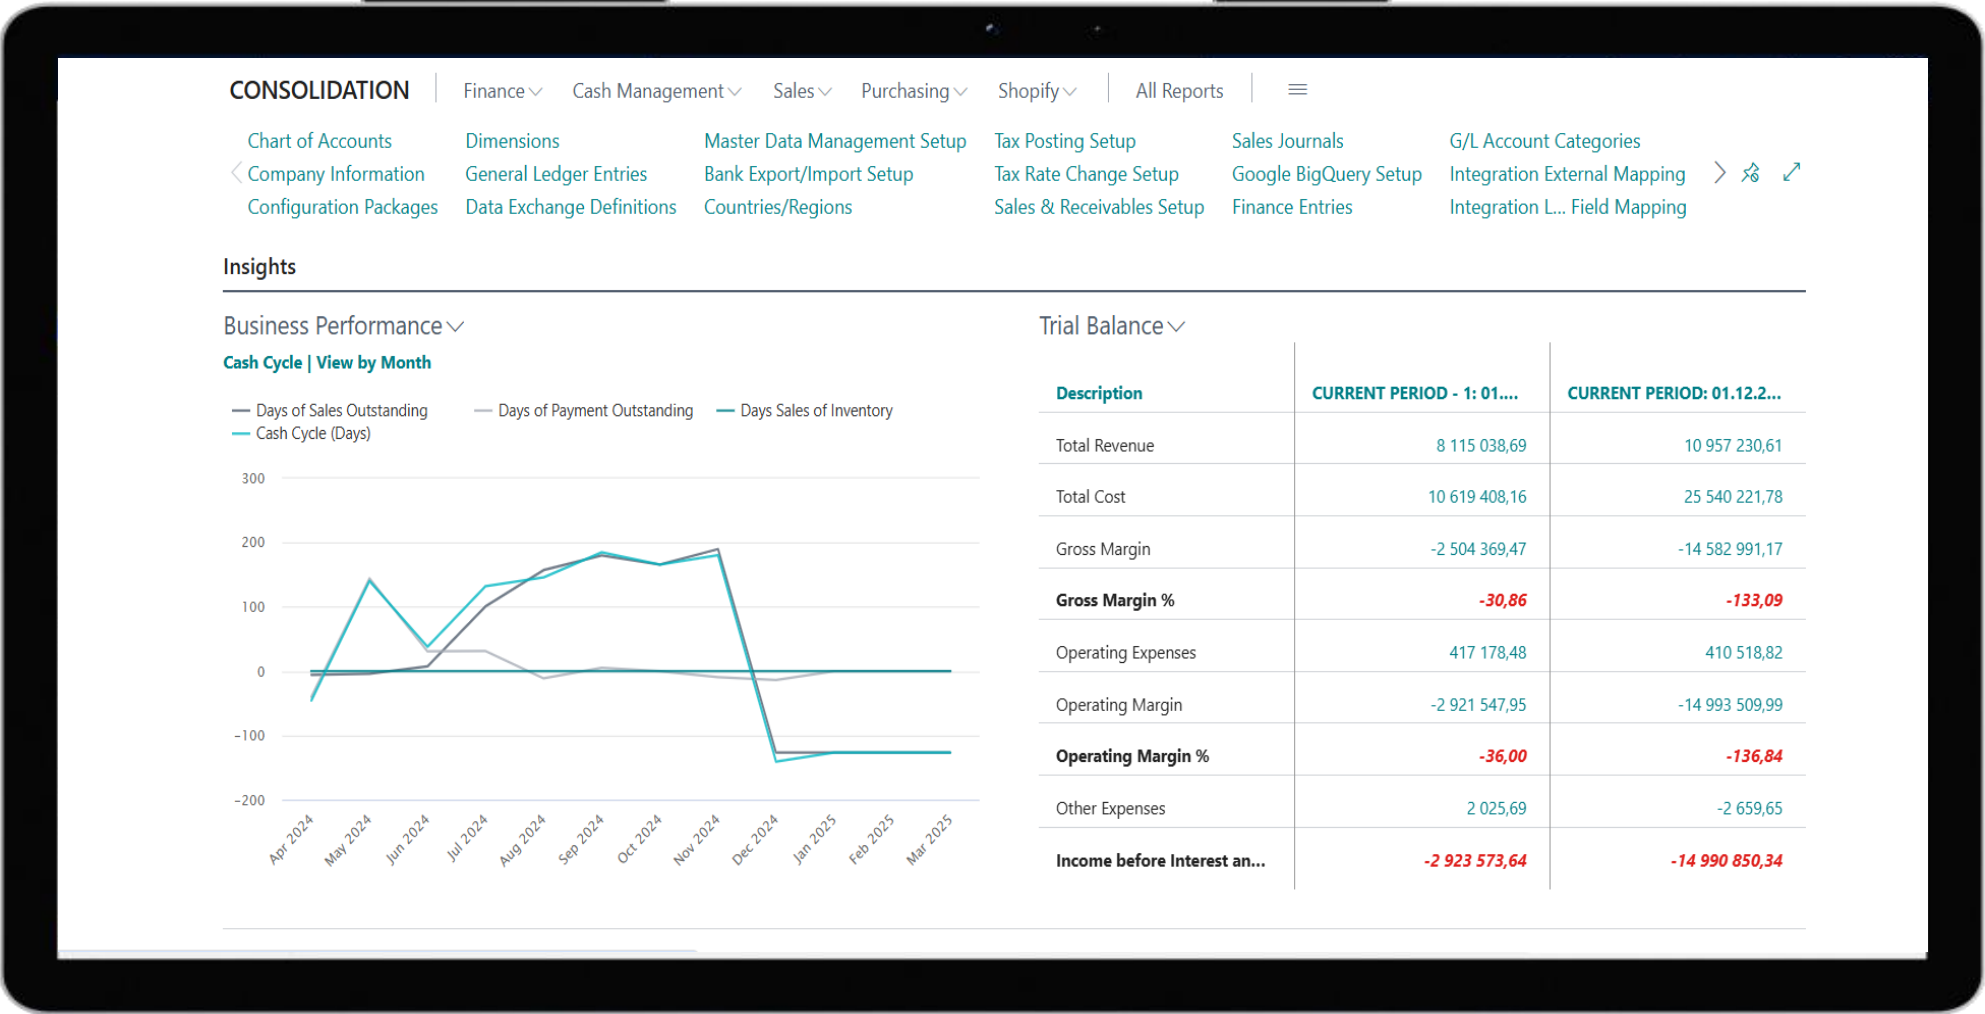 CONSOLIDATION Finance Cash Management Sales Purchasing Shopify All Reports
Chart of Accounts Dimensions Master Data Management Setup Tax Posting Setup Sales Journals G/L Account Categories
Company Information General Ledger Entries Bank Export/Import Setup Tax Rate Change Setup Google BigQuery Setup Integration External Mapping
Configuration Packages Data Exchange Definitions Countries/Regions Sales & Receivables Setup Finance Entries Integration L... Field Mapping
Insights
Business Performance
Cash Cycle | View by Month
Days of Sales Outstanding Days of Payment Outstanding Days Sales of Inventory
Cash Cycle (Days)
300
200
100
0
-100
-200
Apr 2024 May 2024 Jun 2024 Jul 2024 Aug 2024 Sep 2024 Oct 2024 Nov 2024 Dec 2024 Jan 2025 Feb 2025 Mar 2025
Trial Balance
Description CURRENT PERIOD - 1: 01.... CURRENT PERIOD: 01.12.2...
Total Revenue 8 115 038,69 10 957 230,61
Total Cost 10 619 408,16 25 540 221,78
Gross Margin -2 504 369,47 -14 582 991,17
Gross Margin % -30,86 -133,09
Operating Expenses 417 178,48 410 518,82
Operating Margin -2 921 547,95 -14 993 509,99
Operating Margin % -36,00 -136,84
Other Expenses 2 025,69 -2 659,65
Income before Interest an... -2 923 573,64 -14 990 850,34